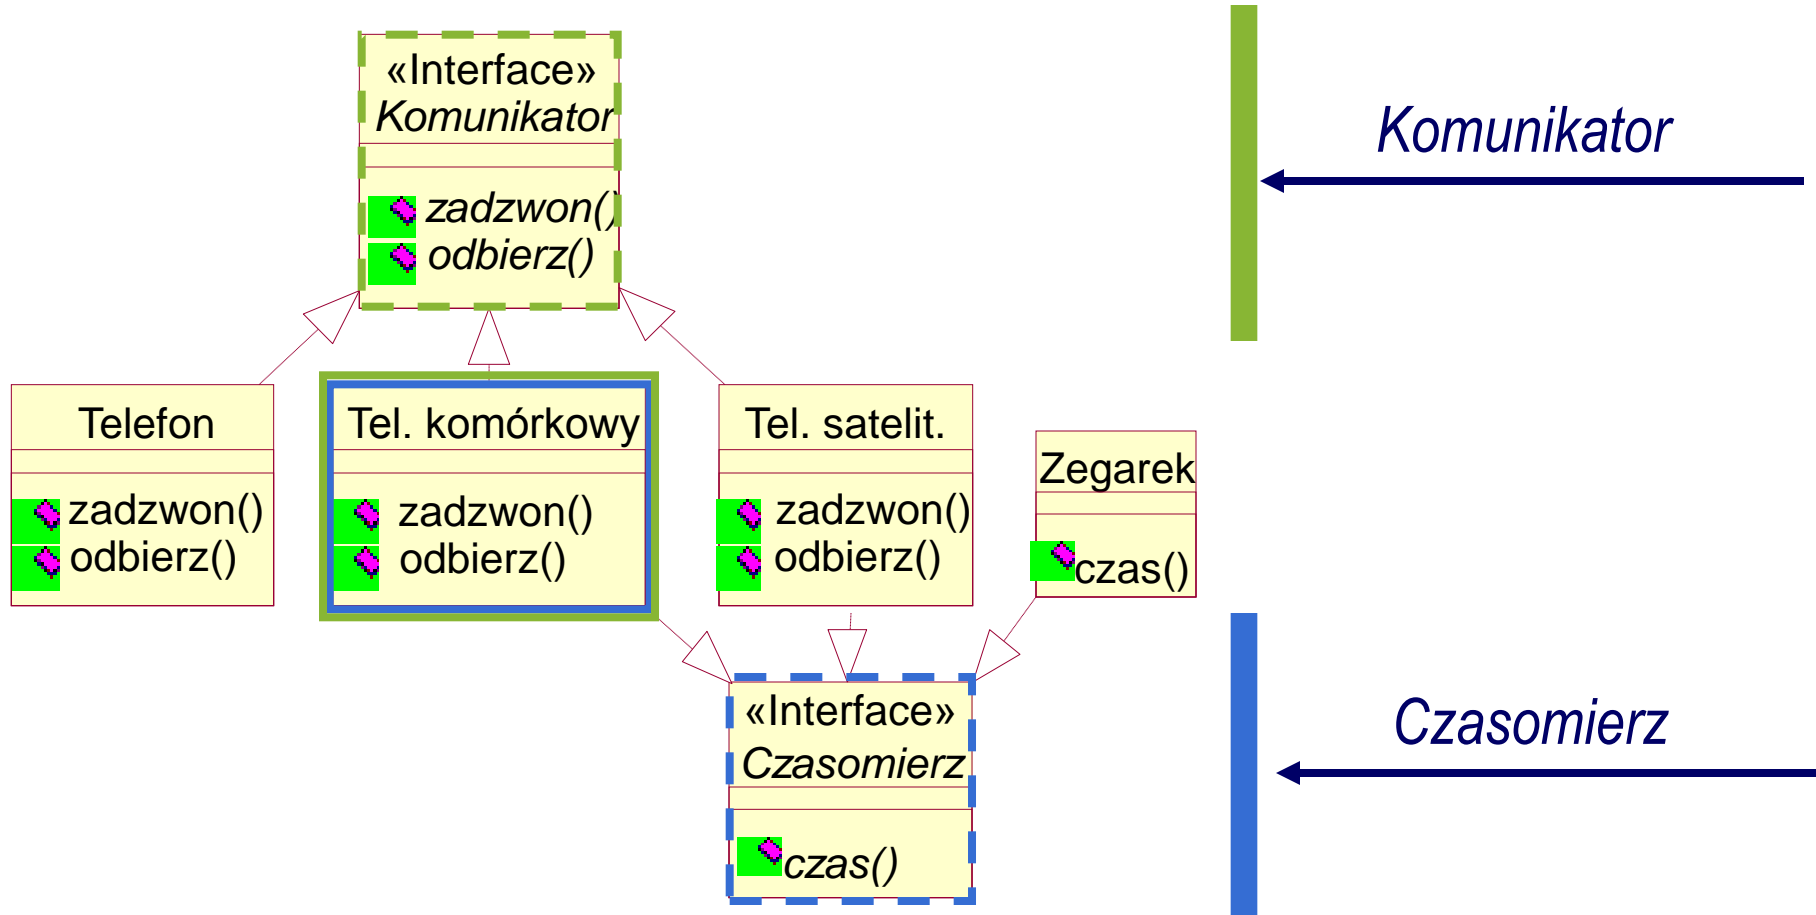 «Interface»
Komunikator
zadzwon()
odbierz()
Komunikator
Telefon
zadzwon()
odbierz()
Tel. komórkowy
zadzwon()
odbierz()
Tel. satelit.
zadzwon()
odbierz()
Zegarek
czas()
«Interface»
Czasomierz
czas()
Czasomierz